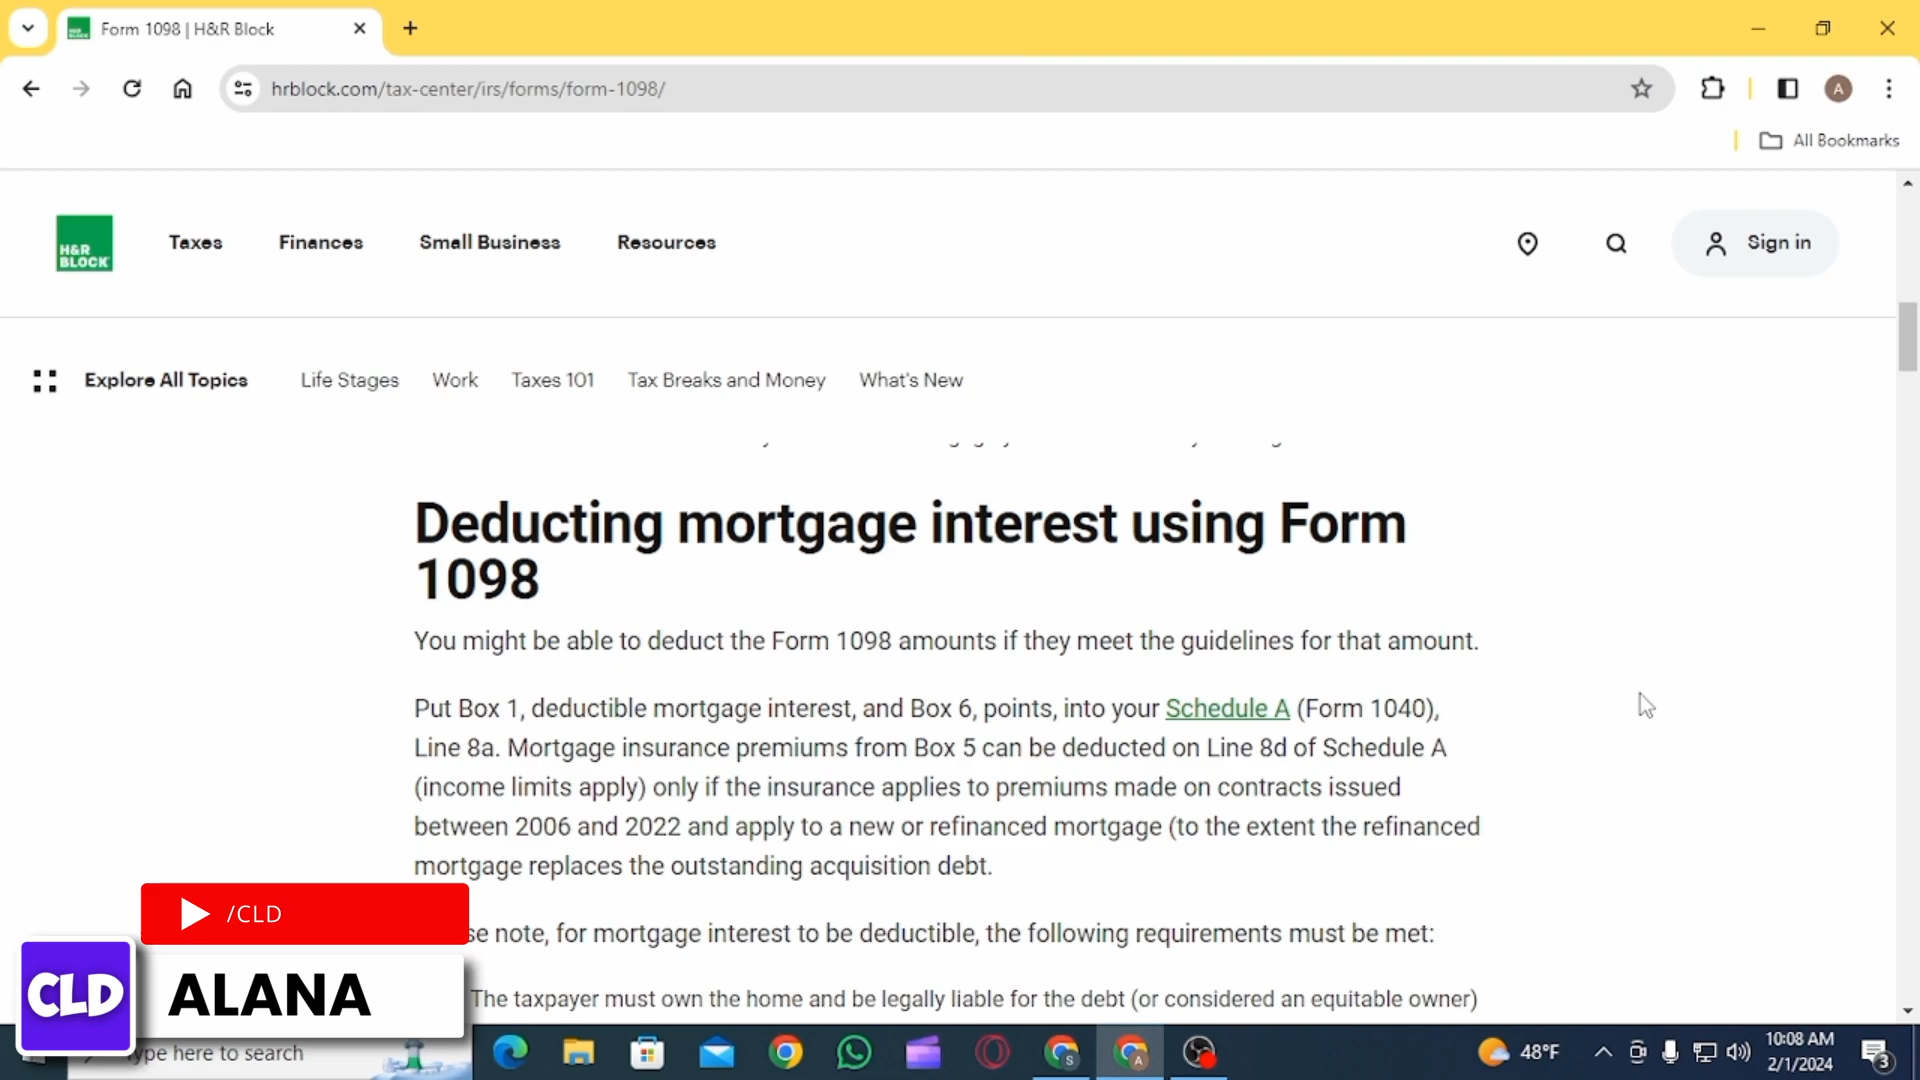 Form 1098 | H&R Block
hrblock.com/tax-center/irs/forms/form-1098/
A
All Bookmarks
H&R
BLOCK
Taxes
Finances
Small Business
Resources
Sign in
Explore All Topics
Life Stages
Work
Taxes 101
Tax Breaks and Money
What's New
Deducting mortgage interest using Form
1098
You might be able to deduct the Form 1098 amounts if they meet the guidelines for that amount.
Put Box 1, deductible mortgage interest, and Box 6, points, into your Schedule A (Form 1040),
Line 8a. Mortgage insurance premiums from Box 5 can be deducted on Line 8d of Schedule A
(income limits apply) only if the insurance applies to premiums made on contracts issued
between 2006 and 2022 and apply to a new or refinanced mortgage (to the extent the refinanced
mortgage replaces the outstanding acquisition debt.
note, for mortgage interest to be deductible, the following requirements must be met:
The taxpayer must own the home and be legally liable for the debt (or considered an equitable owner)
/CLD
CLD
ALANA
Type here to search
S
A
48°F
10:08 AM
2/1/2024
3